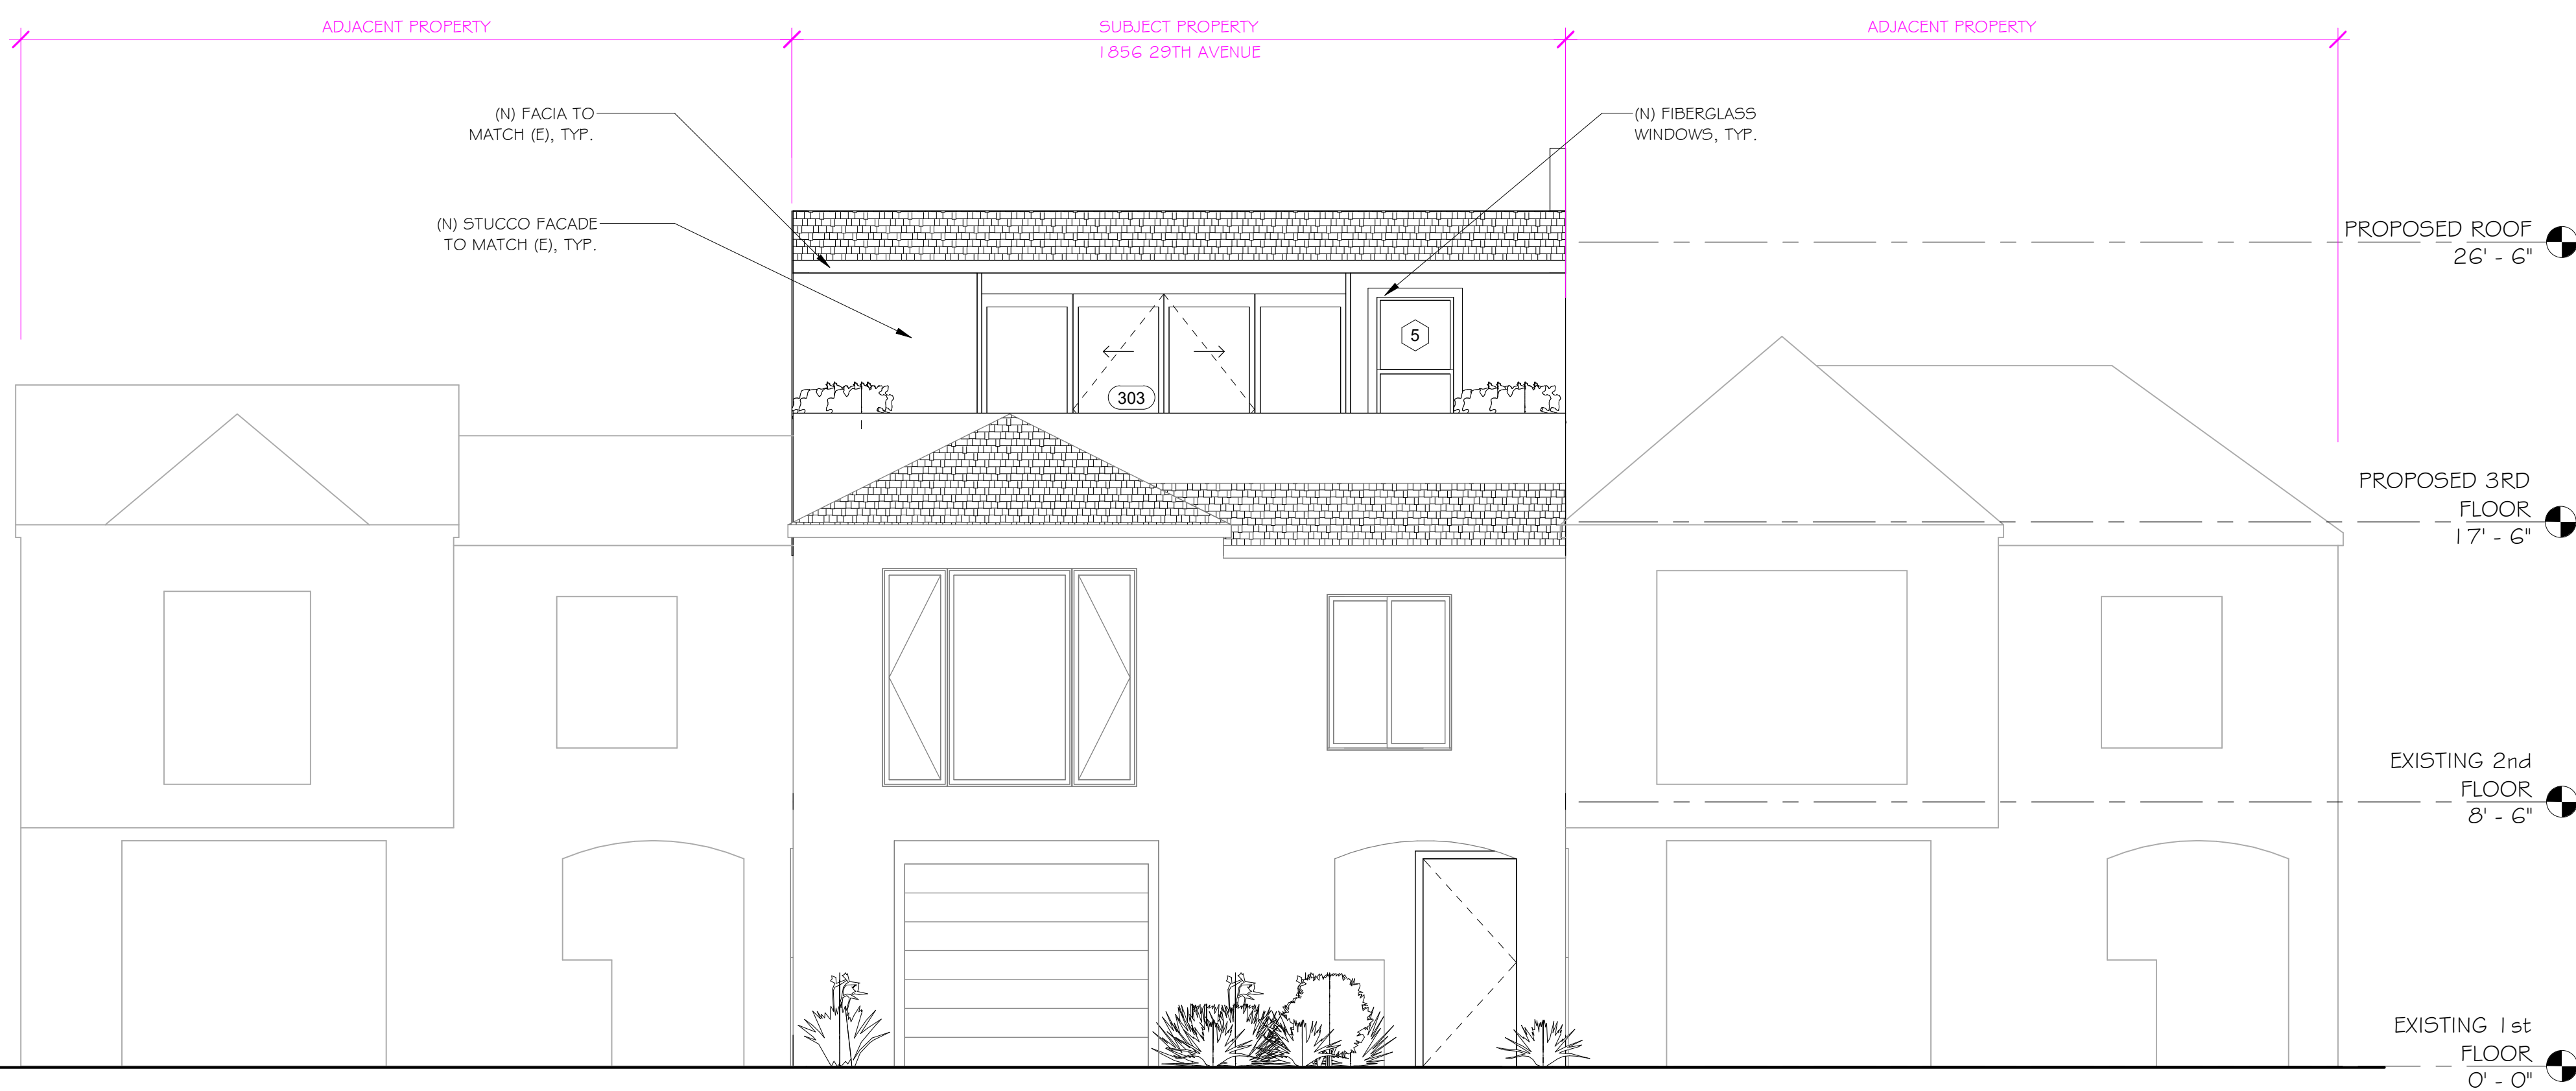 ADJACENT PROPERTY
SUBJECT PROPERTY
1856 29TH AVENUE
ADJACENT PROPERTY
(N) FACIA TO
MATCH (E), TYP.
(N) FIBERGLASS
WINDOWS, TYP.
(N) STUCCO FACADE
TO MATCH (E), TYP.
PROPOSED ROOF
26' - 6"
5
303
PROPOSED 3RD
FLOOR
17' - 6"
EXISTING 2nd
FLOOR
8' - 6"
EXISTING 1st
FLOOR
0' - 0"